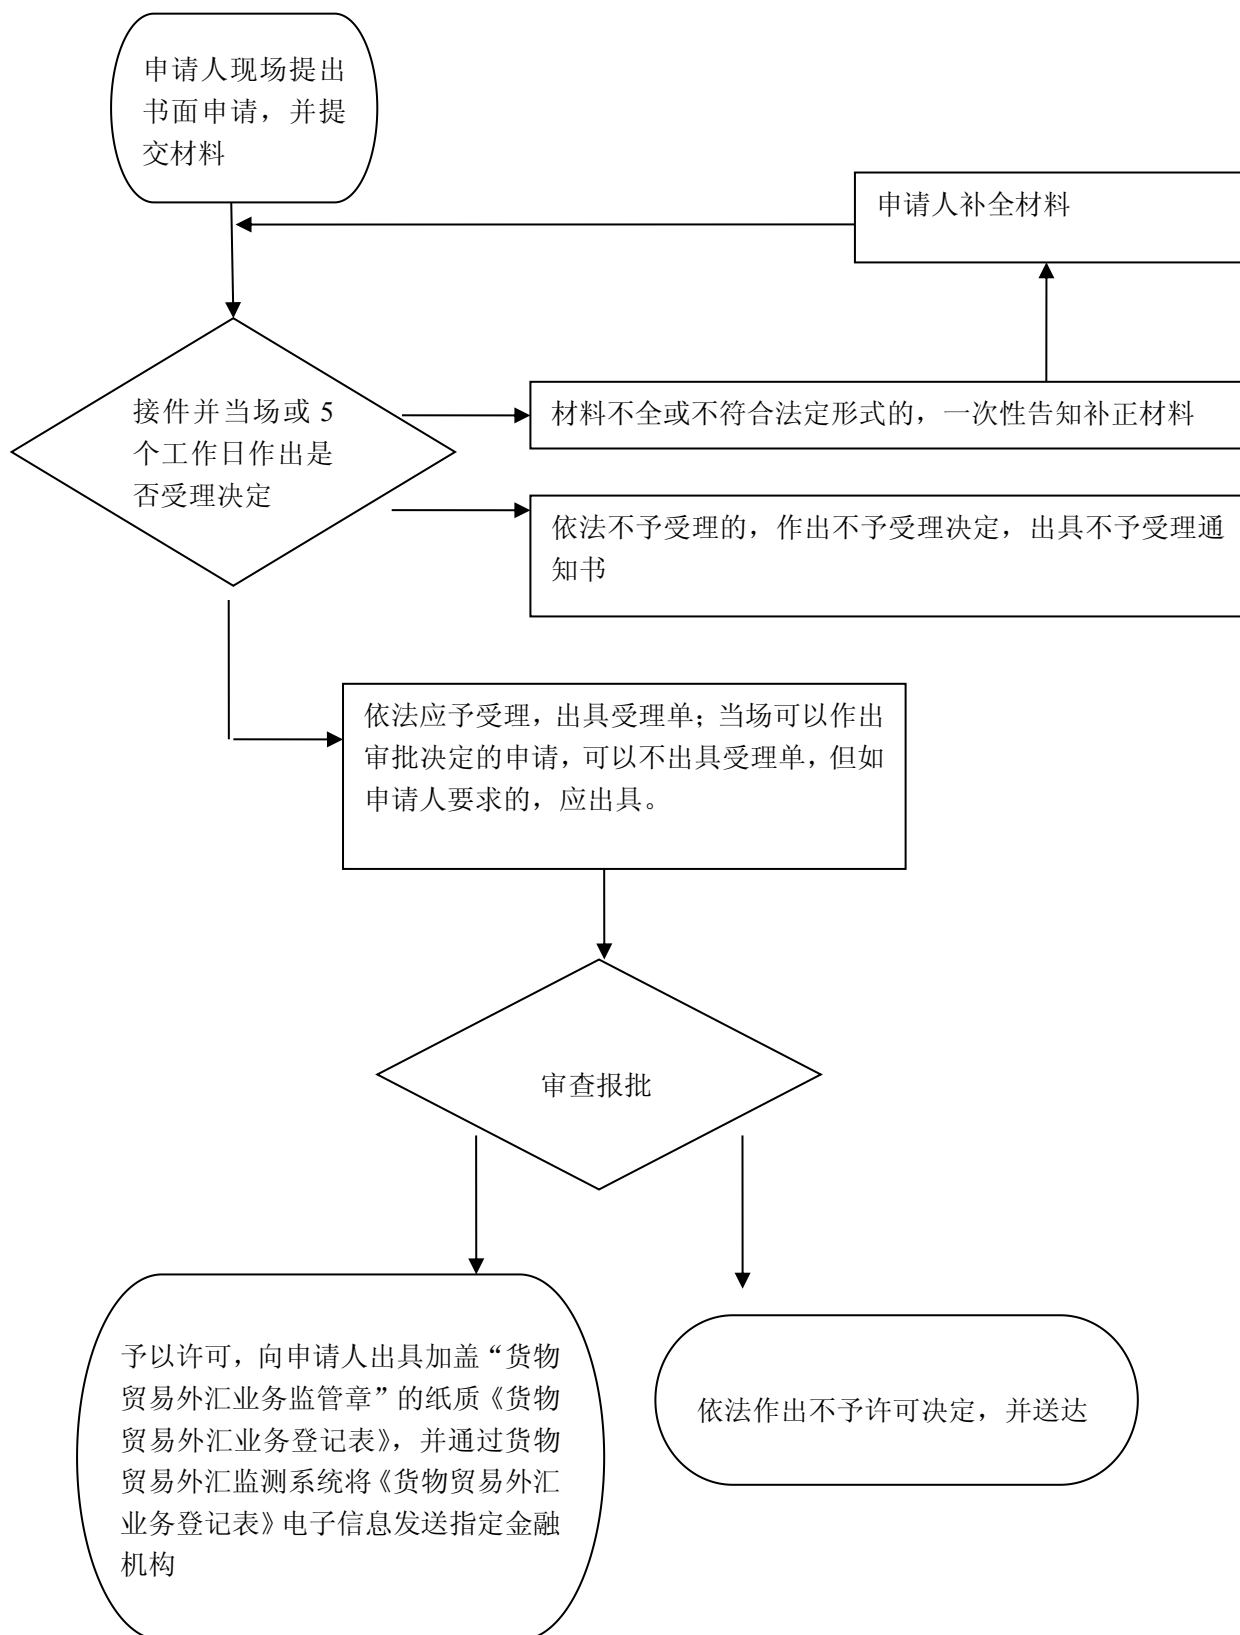 申请人现场提出
书面申请，并提
交材料
申请人补全材料
接件并当场或 5
个工作日作出是
否受理决定
材料不全或不符合法定形式的，一次性告知补正材料
依法不予受理的，作出不予受理决定，出具不予受理通
知书
依法应予受理，出具受理单；当场可以作出
审批决定的申请，可以不出具受理单，但如
申请人要求的，应出具。
审查报批
予以许可，向申请人出具加盖“货物
贸易外汇业务监管章”的纸质《货物
贸易外汇业务登记表》，并通过货物
贸易外汇监测系统将《货物贸易外汇
业务登记表》电子信息发送指定金融
机构
依法作出不予许可决定，并送达